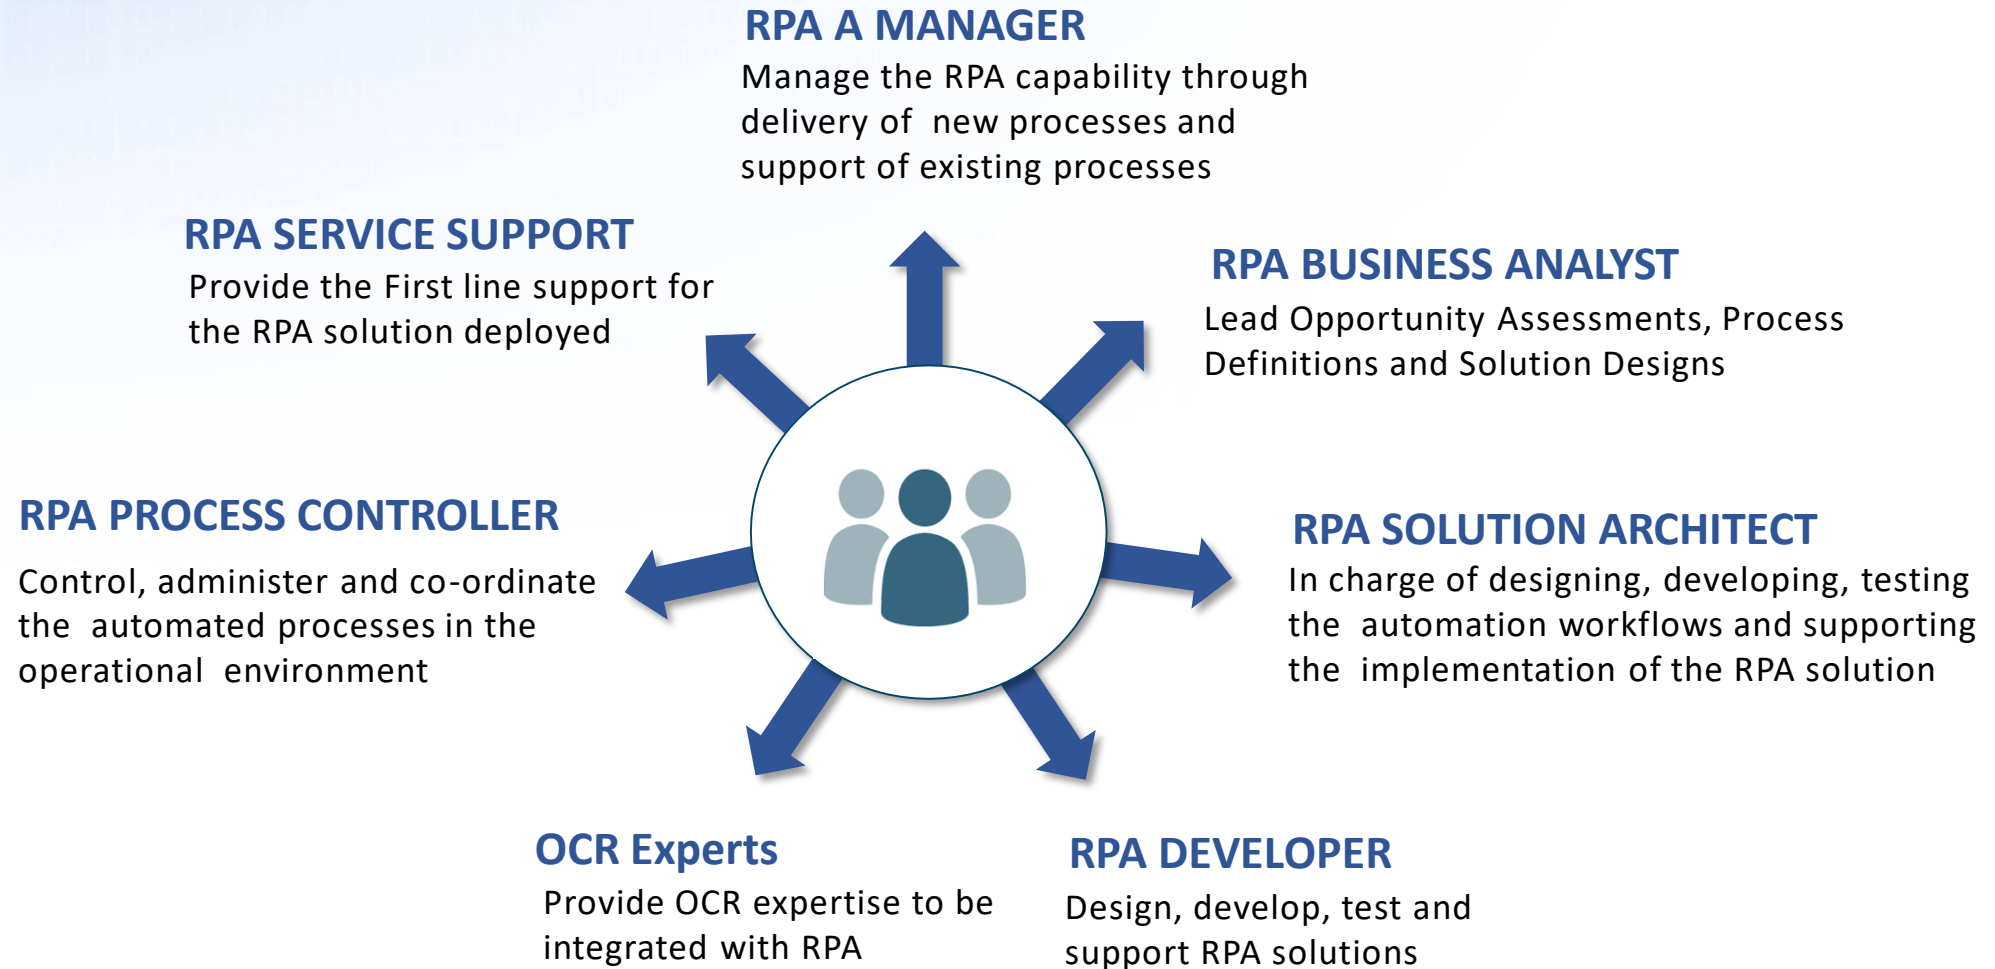 RPA A MANAGER
Manage the RPA capability through
delivery of new processes and
support of existing processes
RPA SERVICE SUPPORT
Provide the First line support for
the RPA solution deployed
RPA BUSINESS ANALYST
Lead Opportunity Assessments, Process
Definitions and Solution Designs
RPA PROCESS CONTROLLER
Control, administer and co-ordinate
the automated processes in the
operational environment
RPA SOLUTION ARCHITECT
In charge of designing, developing, testing
the automation workflows and supporting
the implementation of the RPA solution
OCR Experts
Provide OCR expertise to be
integrated with RPA
RPA DEVELOPER
Design, develop, test and
support RPA solutions